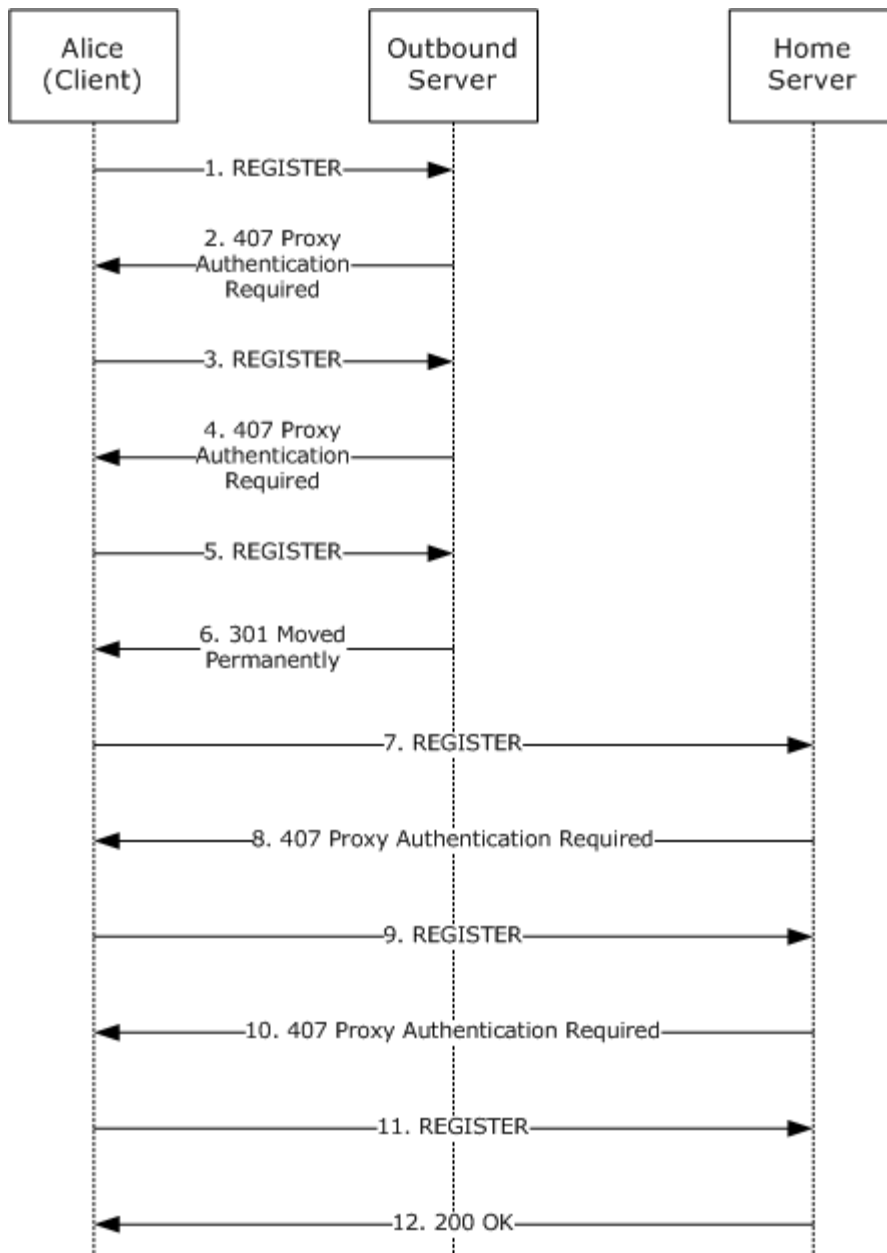 Alice
(Client)
Outbound
Server
Home
Server
1. REGISTER
2. 407 Proxy
Authentication
Required
3. REGISTER
4. 407 Proxy
Authentication
Required
5. REGISTER
6. 301 Moved
Permanently
7. REGISTER
8. 407 Proxy Authentication Required
9. REGISTER
10. 407 Proxy Authentication Required
11. REGISTER
12. 200 OK